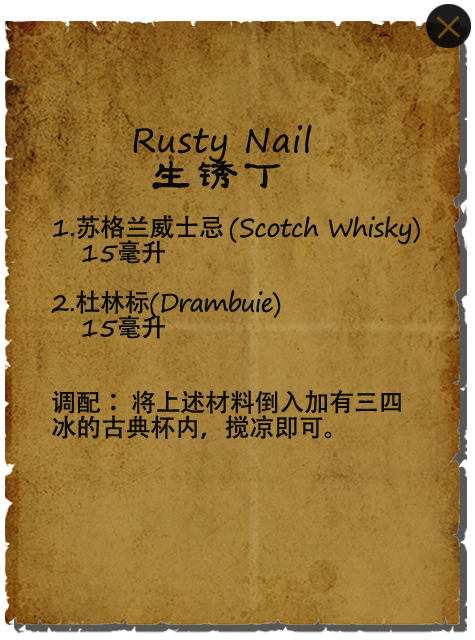 Rusty Nail
生锈丁
1.苏格兰威士忌(Scotch Whisky)
15毫升
2.杜林标(Drambuie)
15毫升
调配：将上述材料倒入加有三四
冰的古典杯内，搅凉即可。